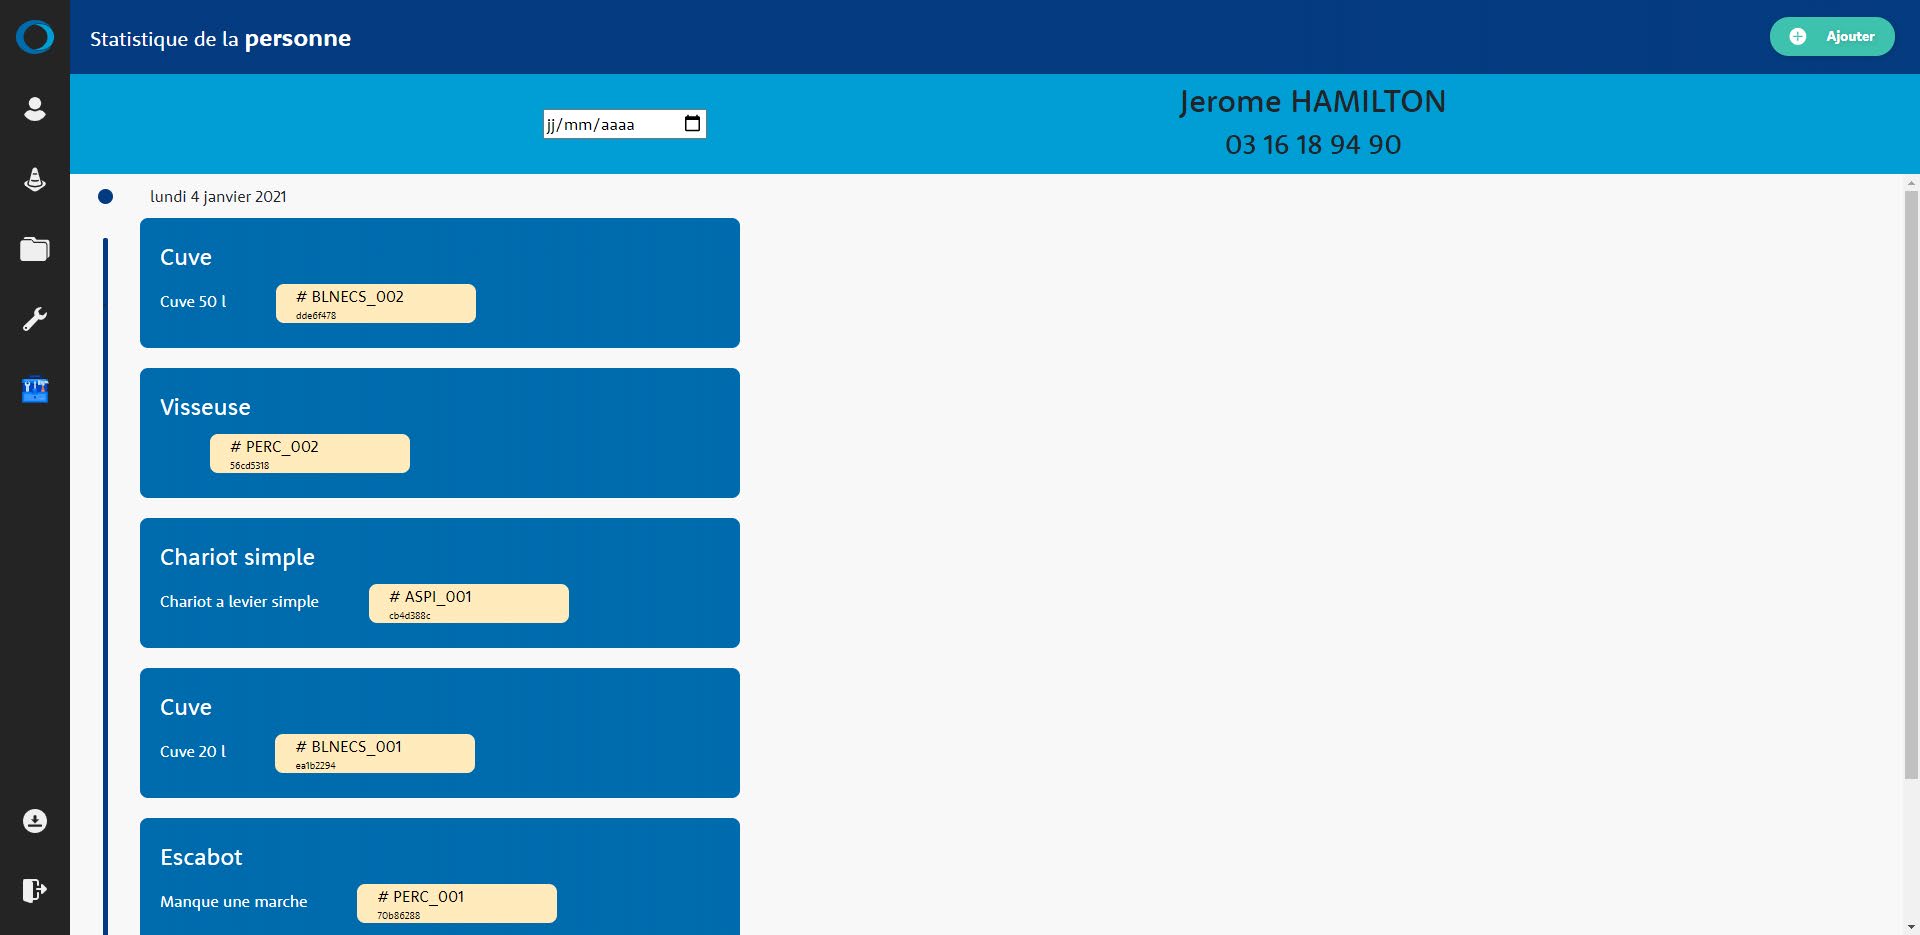 Statistique de la personne
Ajouter
jj/mm/aaaa
Jerome HAMILTON
03 16 18 94 90
lundi 4 janvier 2021
Cuve
Cuve 50 l
# BLNECS_002
dde6f478
Visseuse
# PERC_002
56cd5318
Chariot simple
Chariot a levier simple
# ASPI_001
cb4d388c
Cuve
Cuve 20 l
# BLNECS_001
ea1b2294
Escabot
Manque une marche
# PERC_001
70b86288